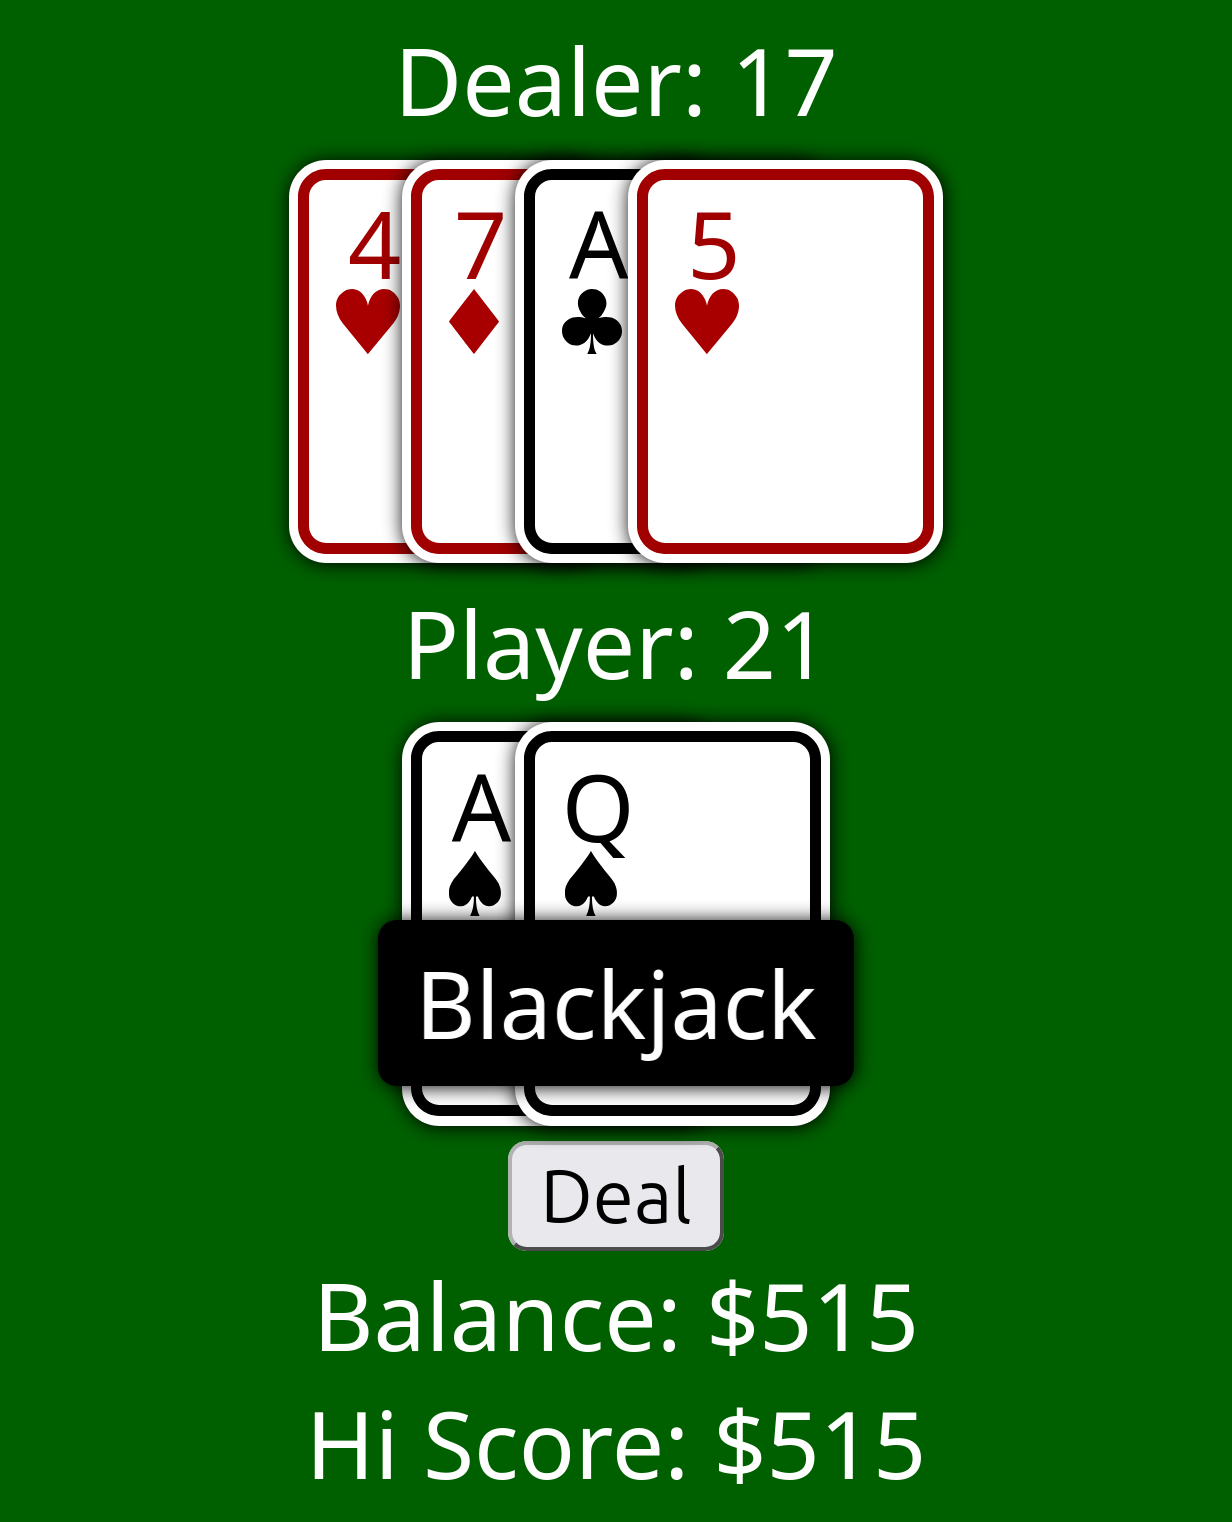 Dealer: 17
4 7 A 5
♥ ♦ ♣ ♥
Player: 21
A Q
♠ ♠
Blackjack
Deal
Balance: $515
Hi Score: $515